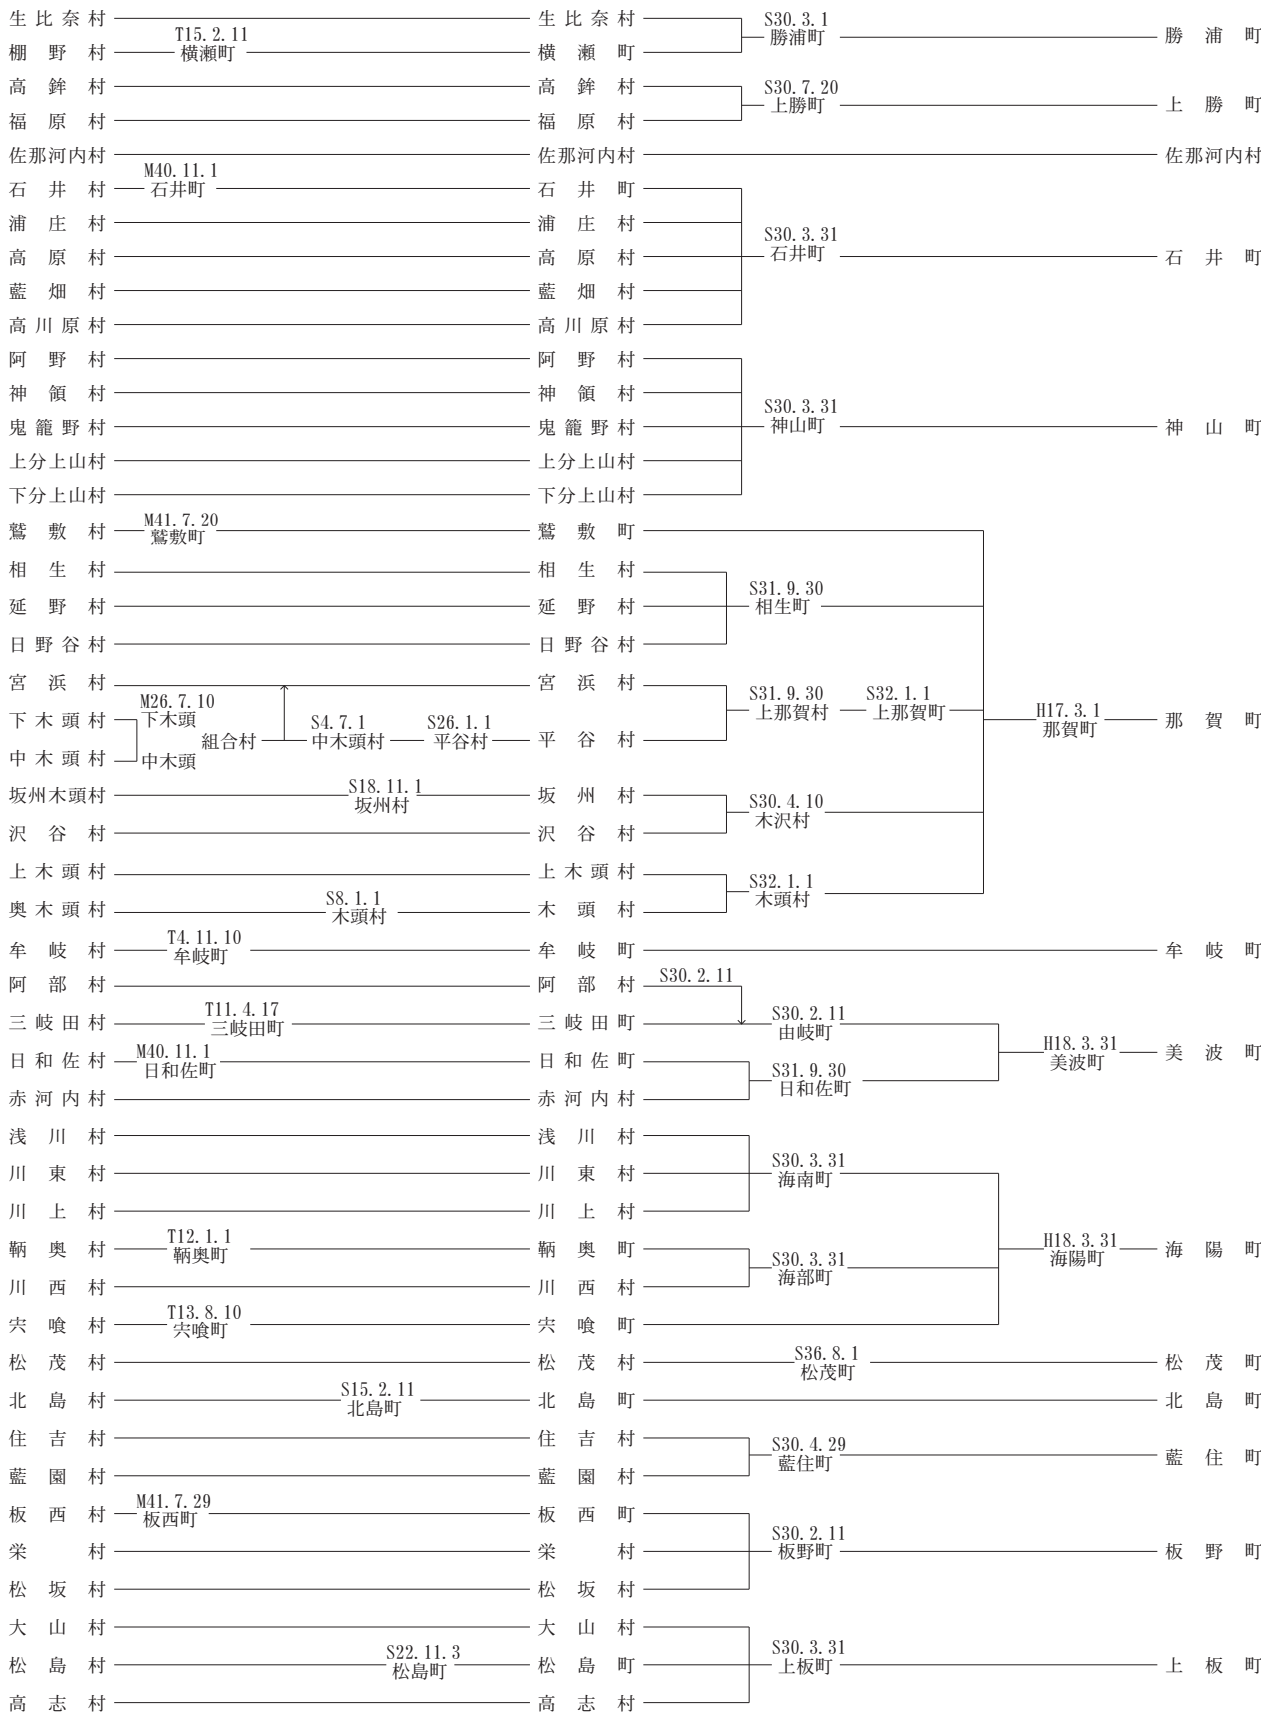 生比奈村 生比奈村 S30.3.1 勝浦町 勝浦町
棚野村 T15.2.11 横瀬町 横瀬町
高鉾村 高鉾村 S30.7.20 上勝町 上勝町
福原村 福原村
佐那河内村 佐那河内村 佐那河内村
石井村 M40.11.1 石井町 石井町
浦庄村 浦庄村
高原村 高原村 S30.3.31 石井町 石井町
藍畑村 藍畑村
高川原村 高川原村
阿野村 阿野村
神領村 神領村
鬼籠野村 鬼籠野村 S30.3.31 神山町 神山町
上分上山村 上分上山村
下分上山村 下分上山村
鷲敷村 M41.7.20 鷲敷町 鷲敷町
相生村 相生村
延野村 延野村 S31.9.30 相生町
日野谷村 日野谷村
宮浜村 宮浜村 S31.9.30 上那賀村 S32.1.1 上那賀町
下木頭村 M26.7.10 下木頭 H17.3.1 那賀町 那賀町
組合村 S4.7.1 中木頭村 S26.1.1 平谷村 平谷村
中木頭村 中木頭
坂州木頭村 S18.11.1 坂州村 坂州村 S30.4.10 木沢村
沢谷村 沢谷村
上木頭村 上木頭村 S32.1.1 木頭村
奥木頭村 S8.1.1 木頭村 木頭村
牟岐村 T4.11.10 牟岐町 牟岐町 牟岐町
阿部村 阿部村 S30.2.11
三岐田村 T11.4.17 三岐田町 三岐田町 S30.2.11 由岐町
日和佐村 M40.11.1 日和佐町 日和佐町 S31.9.30 日和佐町 H18.3.31 美波町 美波町
赤河内村 赤河内村
浅川村 浅川村
川東村 川東村 S30.3.31 海南町
川上村 川上村
鞆奥村 T12.1.1 鞆奥町 鞆奥町 S30.3.31 海部町 H18.3.31 海陽町 海陽町
川西村 川西村
宍喰村 T13.8.10 宍喰町 宍喰町
松茂村 松茂村 S36.8.1 松茂町 松茂町
北島村 S15.2.11 北島町 北島町 北島町
住吉村 住吉村 S30.4.29 藍住町 藍住町
藍園村 藍園村
板西村 M41.7.29 板西町 板西町
栄村 栄村 S30.2.11 板野町 板野町
松坂村 松坂村
大山村 大山村
松島村 S22.11.3 松島町 松島町 S30.3.31 上板町 上板町
高志村 高志村